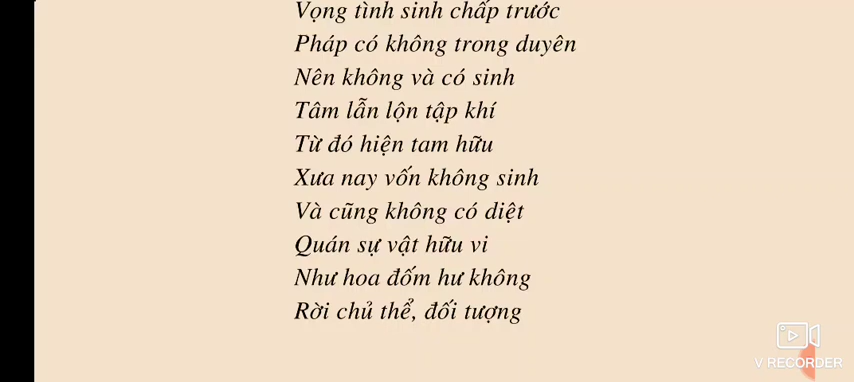 Vọng tình sinh chấp trước
Pháp có không trong duyên
Nên không và có sinh
Tâm lẫn lộn tập khí
Từ đó hiện tam hữu
Xưa nay vốn không sinh
Và cũng không có diệt
Quán sự vật hữu vi
Như hoa đốm hư không
Rời chủ thể, đối tượng
V RECORDER